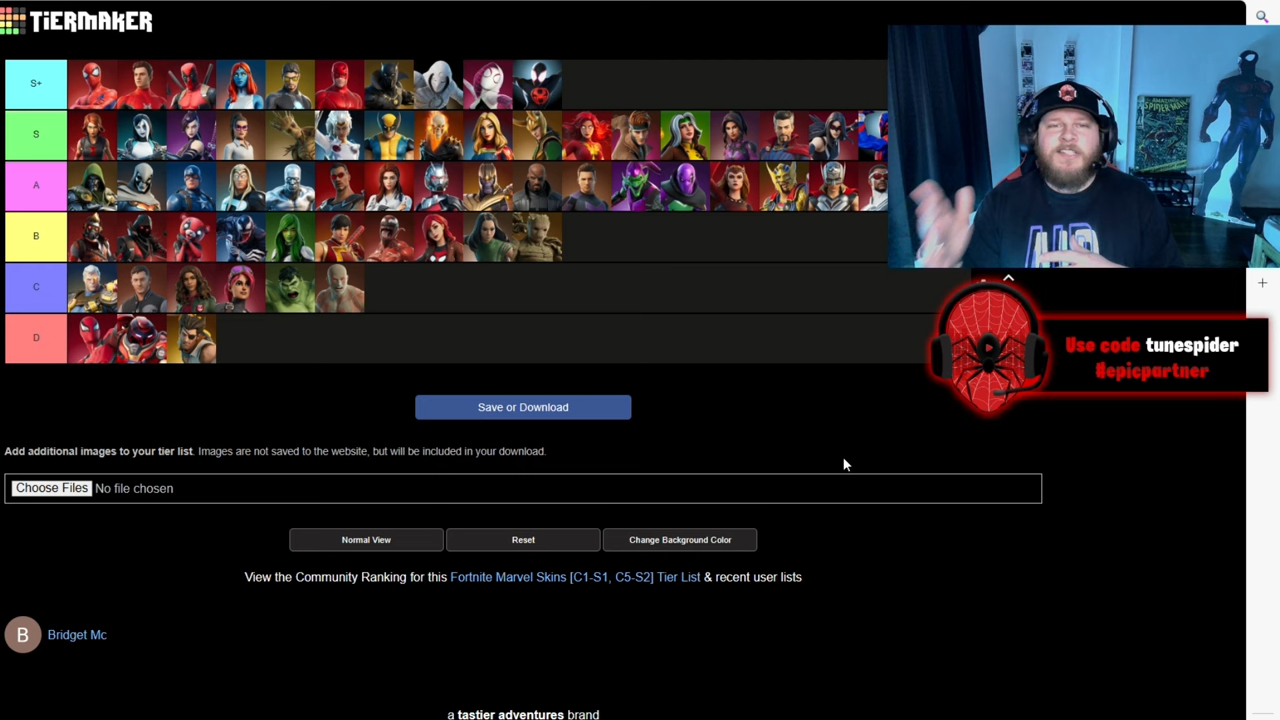 TIERMAKER
S+
S
A
B
C
D
AMAZING
SPIDER-MAN
Use code tunespider
#epicpartner
Save or Download
Add additional images to your tier list. Images are not saved to the website, but will be included in your download.
Choose Files No file chosen
Normal View
Reset
Change Background Color
View the Community Ranking for this Fortnite Marvel Skins [C1-S1, C5-S2] Tier List & recent user lists
B
Bridget Mc
a tastier adventures brand